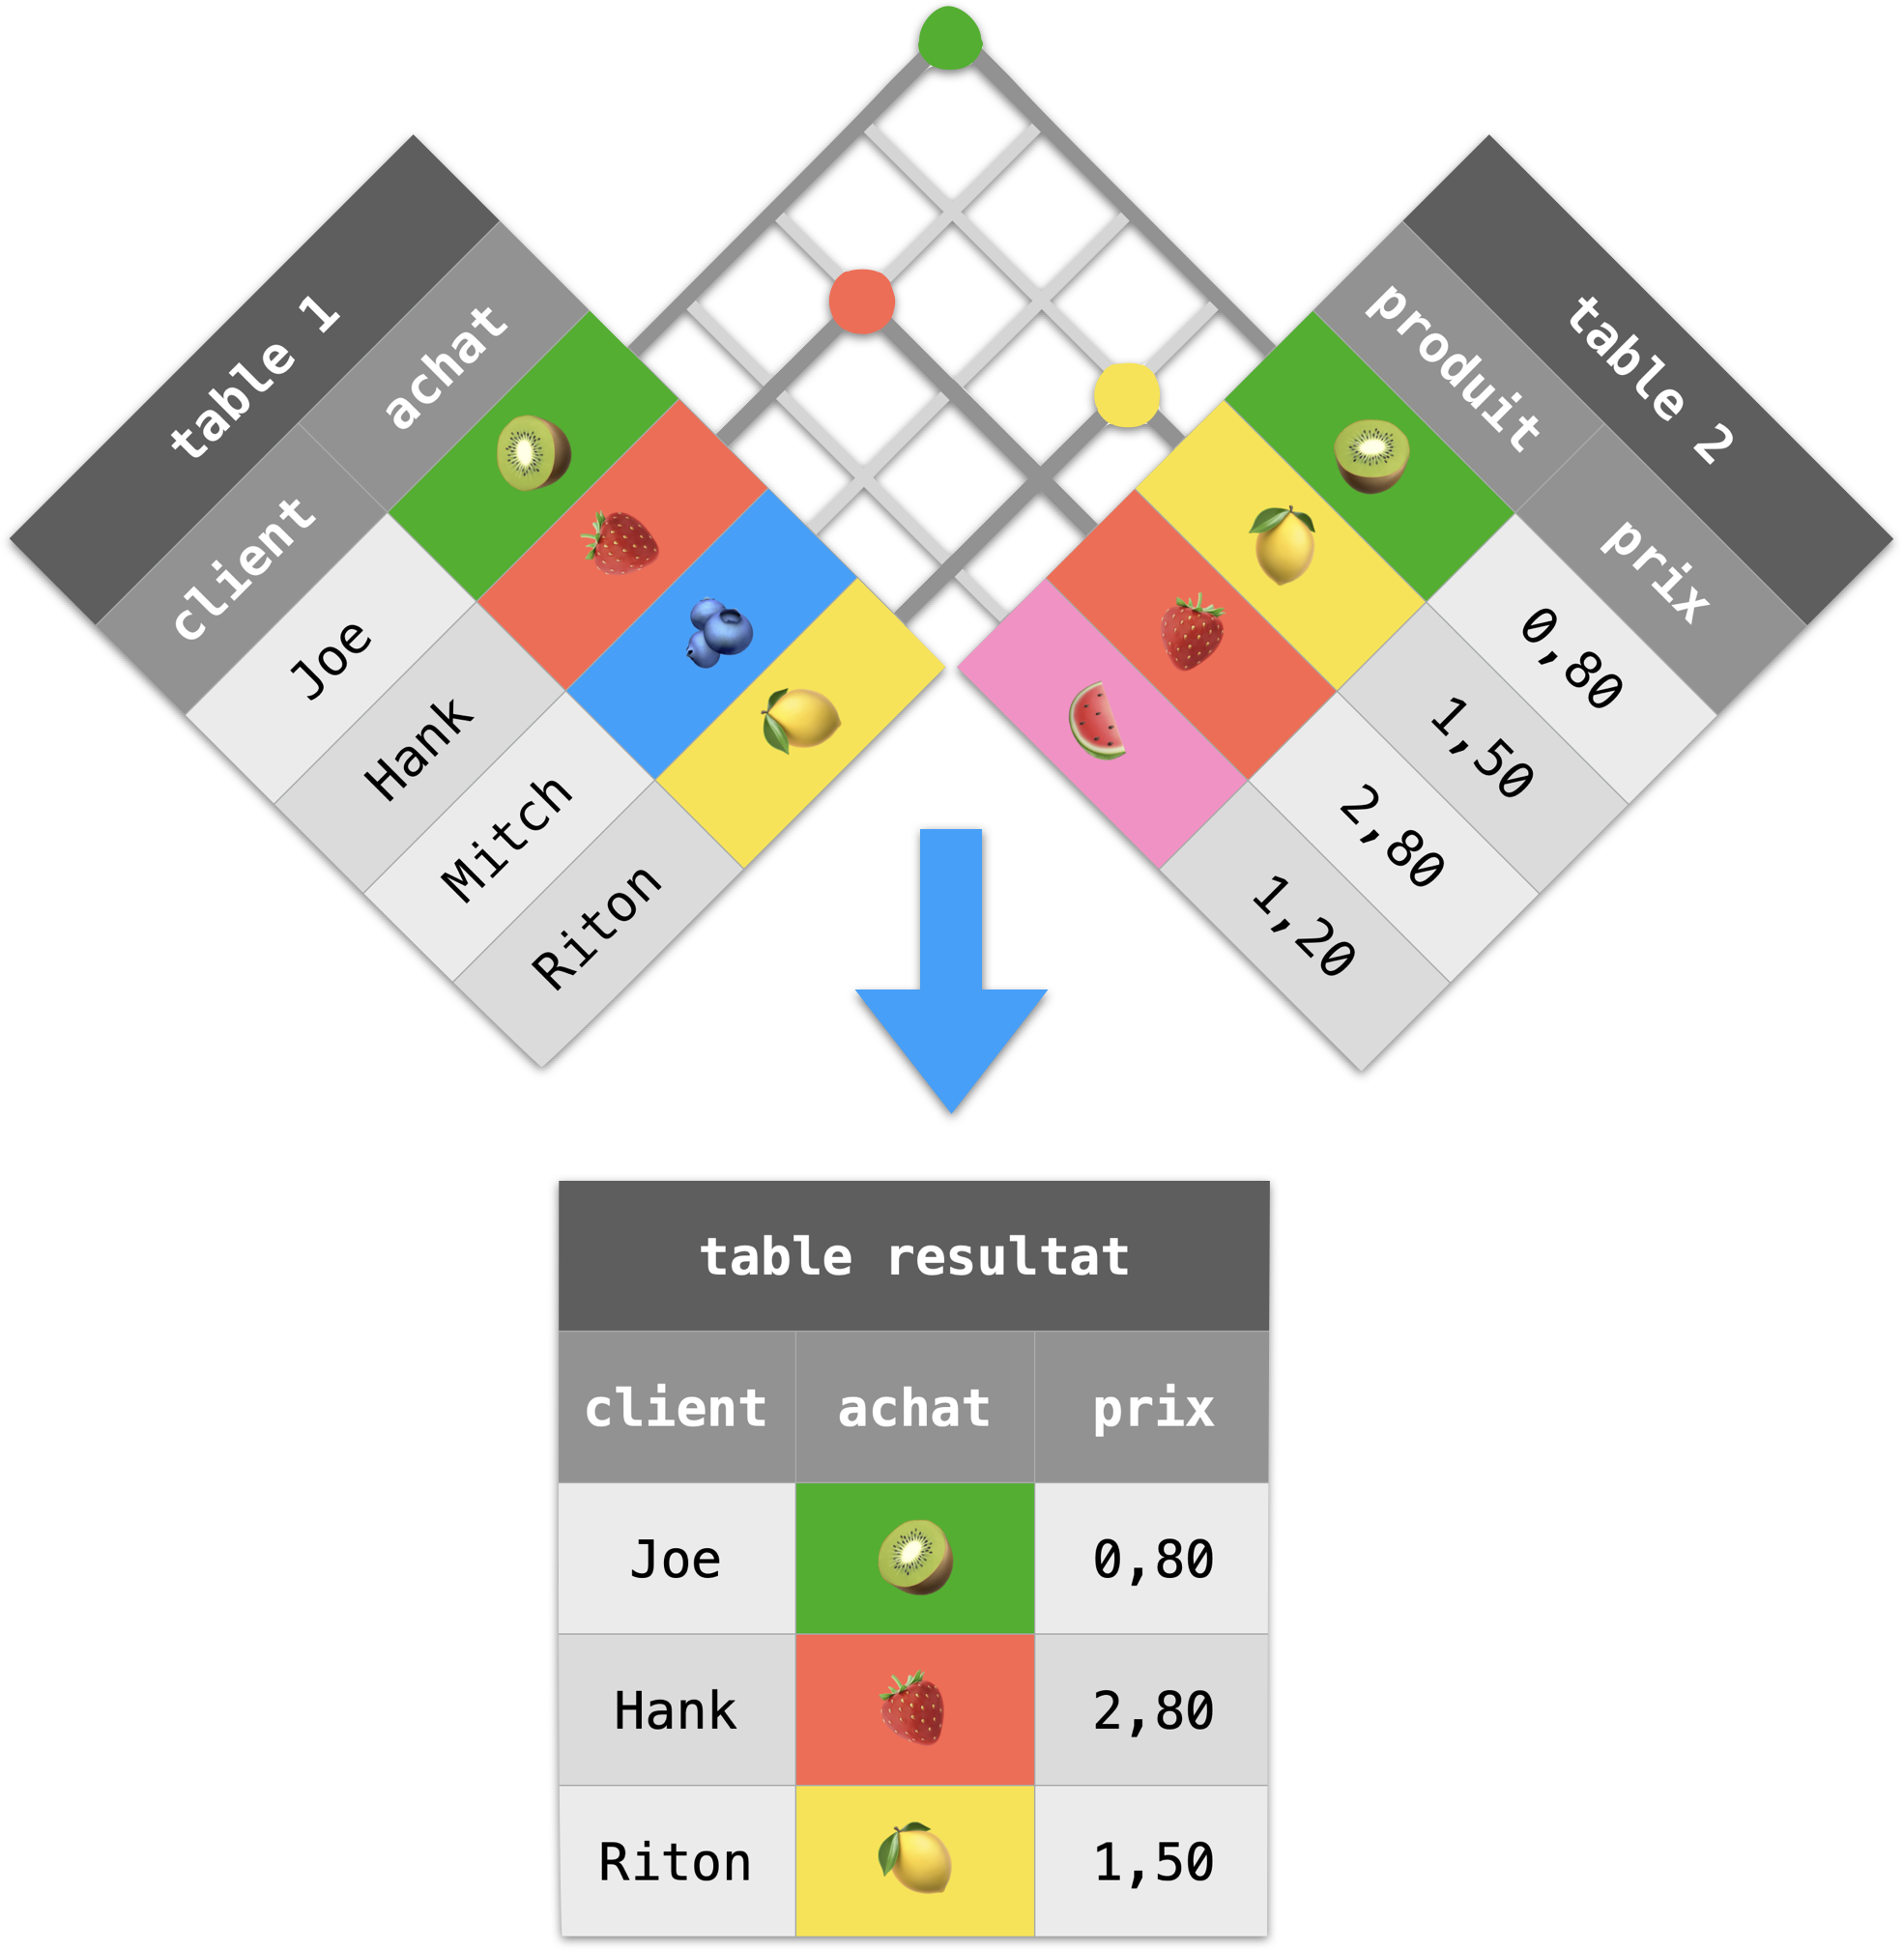 table 1
client achat
Joe
Hank
Mitch
Riton
table 2
produit prix
0,80
1,50
2,80
1,20
table resultat
client achat prix
Joe 0,80
Hank 2,80
Riton 1,50